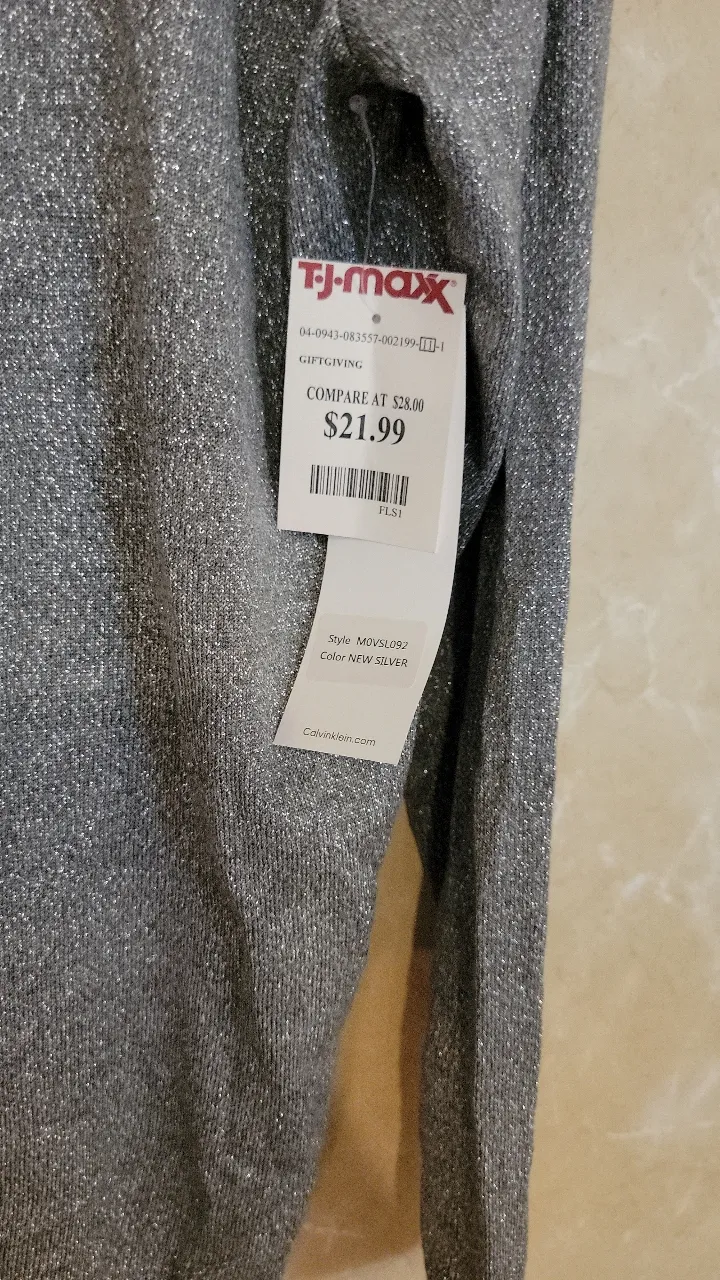 T·J·maxx®
04-0943-083557-002199-11-1
GIFTGIVING
COMPARE AT $28.00
$21.99
FLS1
Style M0VSL092
Color NEW SILVER
Calvinklein.com